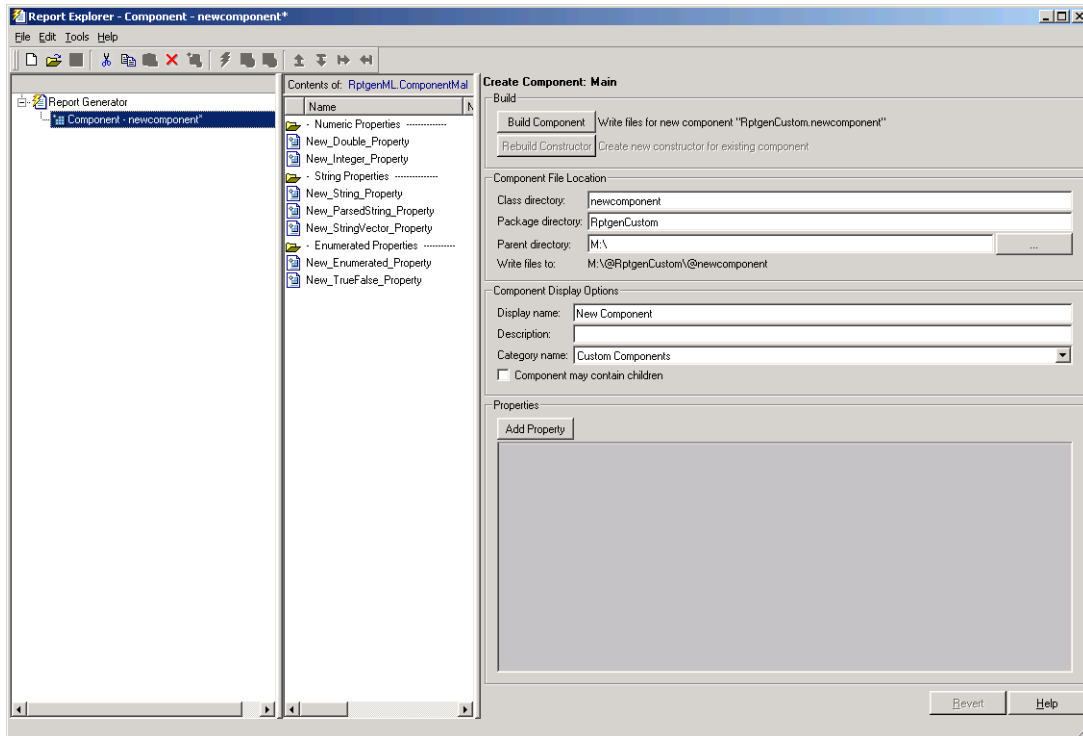 Report Explorer - Component - newcomponent*
File Edit Tools Help
Report Generator
Component - newcomponent*
Contents of: RptgenML.ComponentMal
Name N
- Numeric Properties --------------
New_Double_Property
New_Integer_Property
- String Properties ---------------
New_String_Property
New_ParsedString_Property
New_StringVector_Property
- Enumerated Properties ----------
New_Enumerated_Property
New_TrueFalse_Property
Create Component: Main
Build
Build Component Write files for new component "RptgenCustom.newcomponent"
Rebuild Constructor Create new constructor for existing component
Component File Location
Class directory: newcomponent
Package directory: RptgenCustom
Parent directory: M:\ ...
Write files to: M:\@RptgenCustom\@newcomponent
Component Display Options
Display name: New Component
Description:
Category name: Custom Components
Component may contain children
Properties
Add Property
Revert Help